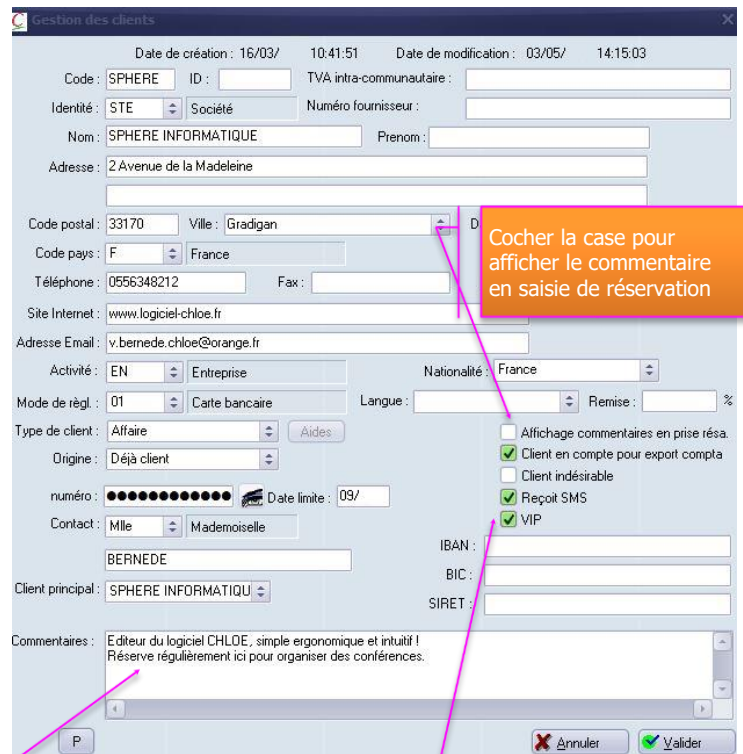 Gestion des clients
Date de création : 16/03/ 10:41:51 Date de modification : 03/05/ 14:15:03
Code : SPHERE ID : TVA intra-communautaire :
Identité : STE Société Numéro fournisseur :
Nom : SPHERE INFORMATIQUE Prenom :
Adresse : 2 Avenue de la Madeleine
Code postal : 33170 Ville : Gradigan D
Cocher la case pour
afficher le commentaire
en saisie de réservation
Code pays : F France
Téléphone : 0556348212 Fax :
Site Internet : www.logiciel-chloe.fr
Adresse Email : v.bernede.chloe@orange.fr
Activité : EN Entreprise Nationalité : France
Mode de règl. : 01 Carte bancaire Langue : Remise : %
Type de client : Affaire Aides Affichage commentaires en prise résa.
Origine : Déjà client Client en compte pour export compta
Client indésirable
numéro : ●●●●●●●●●●●● Date limite : 09/ Reçoit SMS
Contact : Mlle Mademoiselle VIP
BERNEDE IBAN :
BIC :
Client principal : SPHERE INFORMATIQU SIRET :
Commentaires : Editeur du logiciel CHLOE, simple ergonomique et intuitif !
Réserve régulièrement ici pour organiser des conférences.
P Annuler Valider